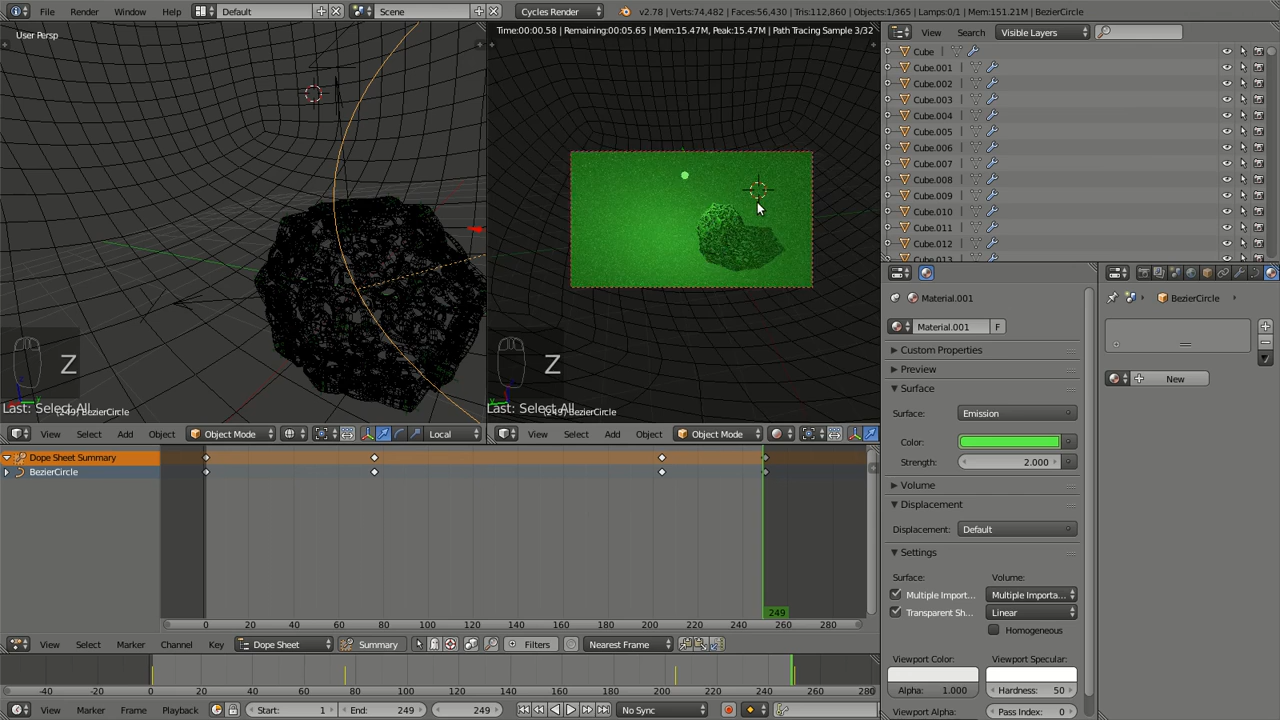 File Render Window Help Default Scene Cycles Render v2.78 | Verts:74,482 | Faces:56,430 | Tris:112,860 | Objects:1/365 | Lamps:0/1 | Mem:151.21M | BezierCircle
User Persp
Time:00:00.58 | Remaining:00:05.65 | Mem:15.47M, Peak:15.47M | Path Tracing Sample 3/32
View Search Visible Layers
Cube
Cube.001
Cube.002
Cube.003
Cube.004
Cube.005
Cube.006
Cube.007
Cube.008
Cube.009
Cube.010
Cube.011
Cube.012
Cube.013
Z
Last: Select All
(249) BezierCircle
Z
Last: Select All
(249) BezierCircle
View Select Add Object Object Mode Local
View Select Add Object Object Mode
Dope Sheet Summary
BezierCircle
249
0 20 40 60 80 100 120 140 160 180 200 220 240 260 280
View Select Marker Channel Key Dope Sheet Summary Filters Nearest Frame
-40 -20 0 20 40 60 80 100 120 140 160 180 200 220 240 260 280
View Marker Frame Playback Start: 1 End: 249 249 No Sync
Material.001
Material.001 F
Custom Properties
Preview
Surface
Surface: Emission
Color:
Strength: 2.000
Volume
Displacement
Displacement: Default
Settings
Surface: Volume:
Multiple Import... Multiple Importa...
Transparent Sh... Linear
Homogeneous
Viewport Color: Viewport Specular:
Alpha: 1.000 Hardness: 50
Viewport Alpha: Pass Index: 0
BezierCircle
New